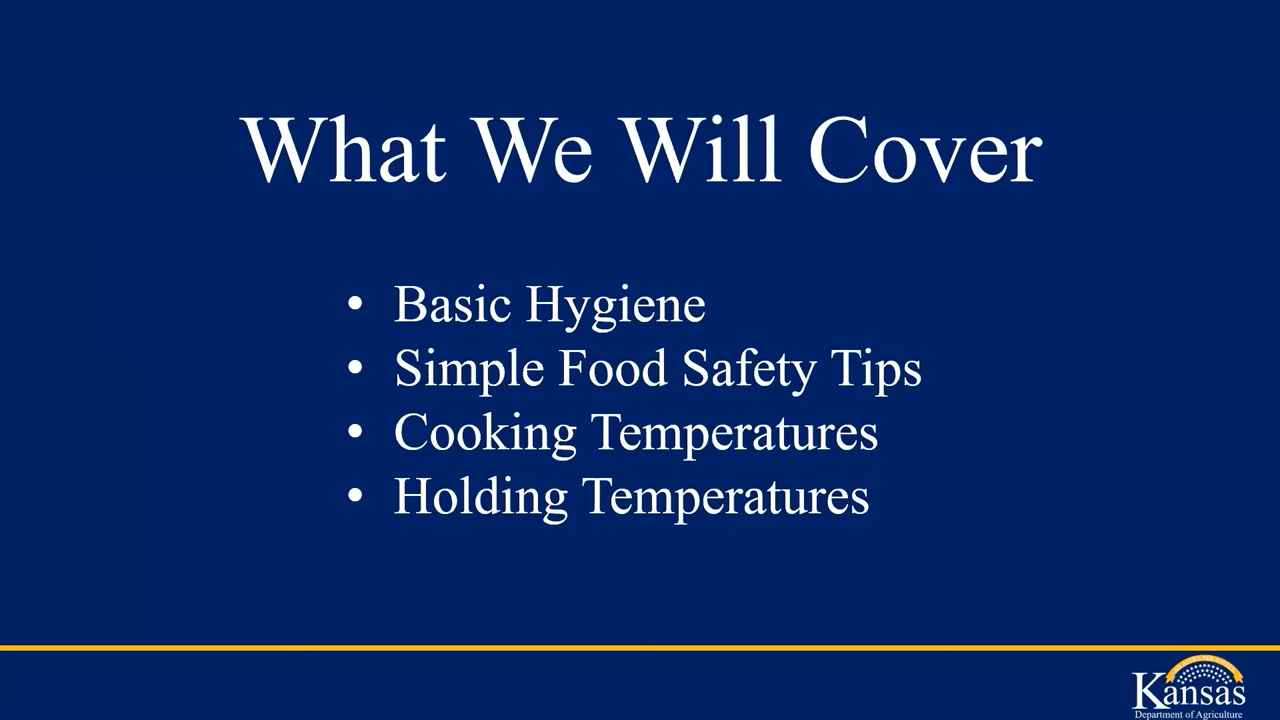 What We Will Cover
• Basic Hygiene
• Simple Food Safety Tips
• Cooking Temperatures
• Holding Temperatures
Kansas
Department of Agriculture